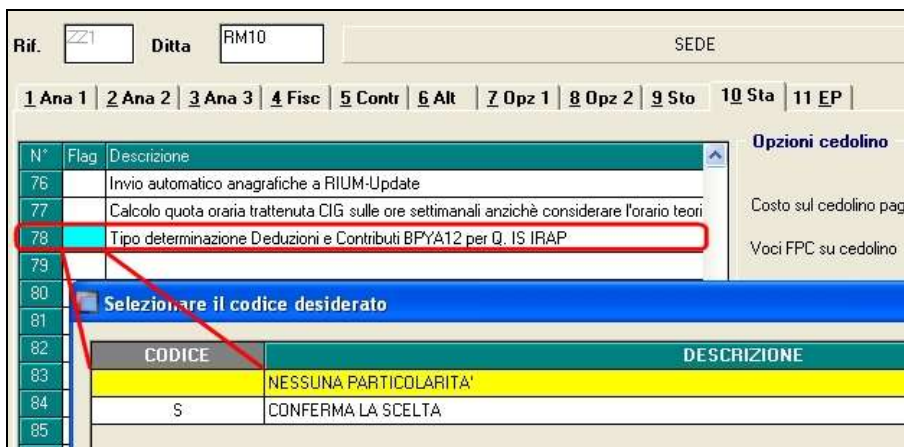 Rif. ZZ1 Ditta RM10 SEDE
1 Ana 1 2 Ana 2 3 Ana 3 4 Fisc 5 Contr 6 Alt 7 Opz 1 8 Opz 2 9 Sto 10 Sta 11 EP
N° Flag Descrizione
Opzioni cedolino
76 Invio automatico anagrafiche a RIUM-Update
77 Calcolo quota oraria trattenuta CIG sulle ore settimanali anzichè considerare l'orario teori
Costo sul cedolino pag
78 Tipo determinazione Deduzioni e Contributi BPYA12 per Q. IS IRAP
Voci FPC su cedolino
79
80
Selezionare il codice desiderato
81
82 CODICE DESCRIZIONE
83 NESSUNA PARTICOLARITA'
84 S CONFERMA LA SCELTA
85